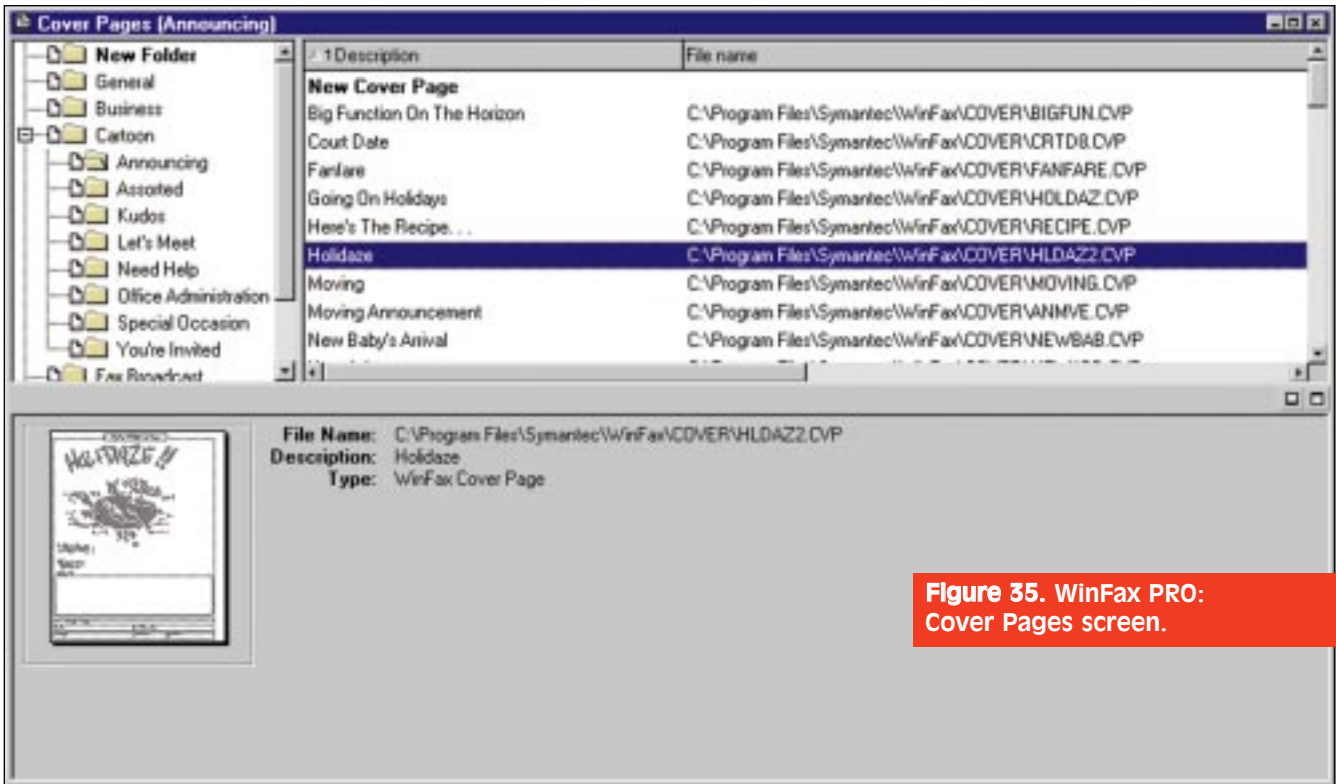 Cover Pages (Announcing)
New Folder
General
Business
Cartoon
Announcing
Assorted
Kudos
Let's Meet
Need Help
Office Administration
Special Occasion
You're Invited
Fax Broadcast
1 Description File name
New Cover Page
Big Function On The Horizon C:\Program Files\Symantec\WinFax\COVER\BIGFUN.CVP
Court Date C:\Program Files\Symantec\WinFax\COVER\CRTD8.CVP
Fanfare C:\Program Files\Symantec\WinFax\COVER\FANFARE.CVP
Going On Holidays C:\Program Files\Symantec\WinFax\COVER\HOLDAZ.CVP
Here's The Recipe. . . C:\Program Files\Symantec\WinFax\COVER\RECIPE.CVP
Holidaze C:\Program Files\Symantec\WinFax\COVER\HLDAZ2.CVP
Moving C:\Program Files\Symantec\WinFax\COVER\MOVING.CVP
Moving Announcement C:\Program Files\Symantec\WinFax\COVER\ANMVE.CVP
New Baby's Arrival C:\Program Files\Symantec\WinFax\COVER\NEWBAB.CVP
HOLIDAZE!!
File Name: C:\Program Files\Symantec\WinFax\COVER\HLDAZ2.CVP
Description: Holidaze
Type: WinFax Cover Page
Figure 35. WinFax PRO:
Cover Pages screen.